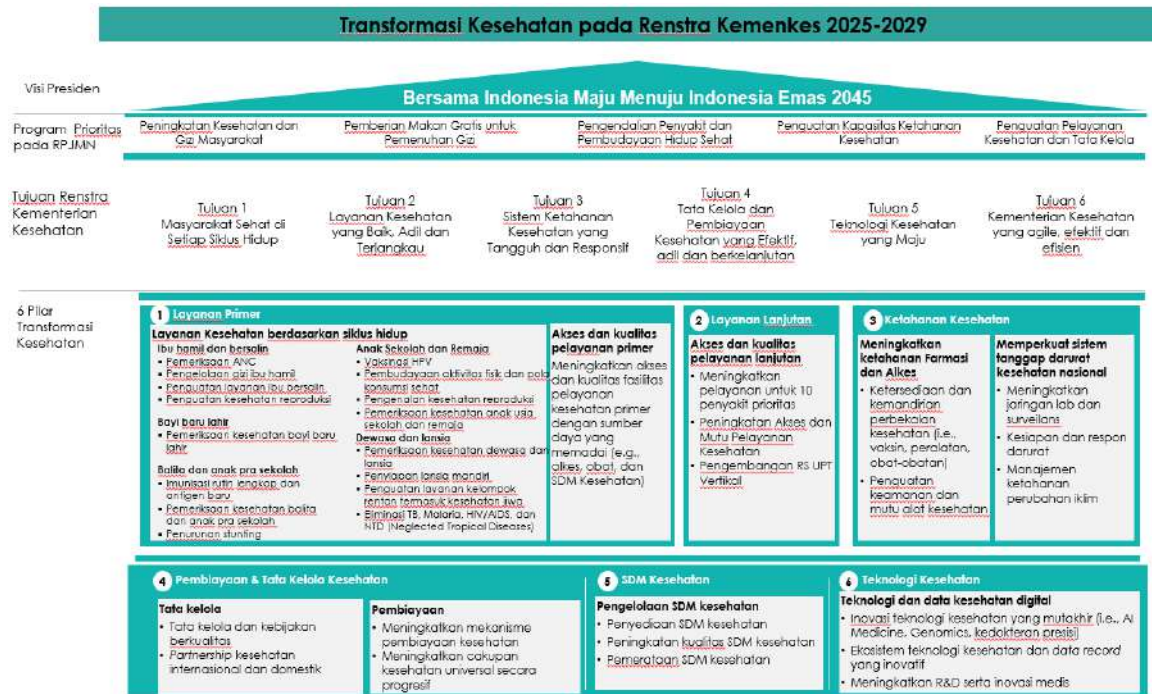 Transformasi Kesehatan pada Renstra Kemenkes 2025-2029
Visi Presiden
Bersama Indonesia Maju Menuju Indonesia Emas 2045
Program Prioritas
pada RPJMN
Peningkatan Kesehatan dan
Gizi Masyarakat
Pemberian Makan Gratis untuk
Pemenuhan Gizi
Pengendalian Penyakit dan
Pembudayaan Hidup Sehat
Penguatan Kapasitas Ketahanan
Kesehatan
Penguatan Pelayanan
Kesehatan dan Tata Kelola
Tujuan Renstra
Kementerian
Kesehatan
Tujuan 1
Masyarakat Sehat di
Setiap Siklus Hidup
Tujuan 2
Layanan Kesehatan
yang Baik, Adil dan
Terjangkau
Tujuan 3
Sistem Ketahanan
Kesehatan yang
Tangguh dan Responsif
Tujuan 4
Tata Kelola dan
Pembiayaan
Kesehatan yang Efektif,
adil dan berkelanjutan
Tujuan 5
Teknologi Kesehatan
yang Maju
Tujuan 6
Kementerian Kesehatan
yang agile, efektif dan
efisien
6 Pilar
Transformasi
Kesehatan
1 Layanan Primer
Layanan Kesehatan berdasarkan siklus hidup
Ibu hamil dan bersalin
• Pemeriksaan ANC
• Pengelolaan gizi ibu hamil
• Penguatan layanan ibu bersalin
• Penguatan kesehatan reproduksi
Bayi baru lahir
• Pemeriksaan kesehatan bayi baru
lahir
Balita dan anak pra sekolah
• Imunisasi rutin lengkap dan
antigen baru
• Pemeriksaan kesehatan balita
dan anak pra sekolah
• Penurunan stunting
Anak Sekolah dan Remaja
• Vaksinasi HPV
• Pembudayaan aktivitas fisik dan pola
konsumsi sehat
• Pengenalan kesehatan reproduksi
• Pemeriksaan kesehatan anak usia
sekolah dan remaja
Dewasa dan lansia
• Pemeriksaan kesehatan dewasa dan
lansia
• Penyiapan lansia mandiri
• Penguatan layanan kelompok
rentan termasuk kesehatan jiwa
• Eliminasi TB, Malaria, HIV/AIDS, dan
NTD (Neglected Tropical Diseases)
Akses dan kualitas
pelayanan primer
Meningkatkan akses
dan kualitas fasilitas
pelayanan
kesehatan primer
dengan sumber
daya yang
memadai (e.g.,
alkes, obat, dan
SDM Kesehatan)
2 Layanan Lanjutan
Akses dan kualitas
pelayanan lanjutan
• Meningkatkan
pelayanan untuk 10
penyakit prioritas
• Peningkatan Akses dan
Mutu Pelayanan
Kesehatan
• Pengembangan RS UPT
Vertikal
3 Ketahanan Kesehatan
Meningkatkan
ketahanan Farmasi
dan Alkes
• Ketersediaan dan
kemandirian
perbekalan
kesehatan (i.e.,
vaksin, peralatan,
obat-obatan)
• Penguatan
keamanan dan
mutu alat kesehatan
Memperkuat sistem
tanggap darurat
kesehatan nasional
• Meningkatkan
jaringan lab dan
surveilans
• Kesiapan dan respon
darurat
• Manajemen
ketahanan
perubahan iklim
4 Pembiayaan & Tata Kelola Kesehatan
Tata kelola
• Tata kelola dan kebijakan
berkualitas
• Partnership kesehatan
internasional dan domestik
Pembiayaan
• Meningkatkan mekanisme
pembiayaan kesehatan
• Meningkatkan cakupan
kesehatan universal secara
progresif
5 SDM Kesehatan
Pengelolaan SDM kesehatan
• Penyediaan SDM kesehatan
• Peningkatan kualitas SDM kesehatan
• Pemerataan SDM kesehatan
6 Teknologi Kesehatan
Teknologi dan data kesehatan digital
• Inovasi teknologi kesehatan yang mutakhir (i.e., AI
Medicine, Genomics, kedokteran presisi)
• Ekosistem teknologi kesehatan dan data record
yang inovatif
• Meningkatkan R&D serta inovasi medis